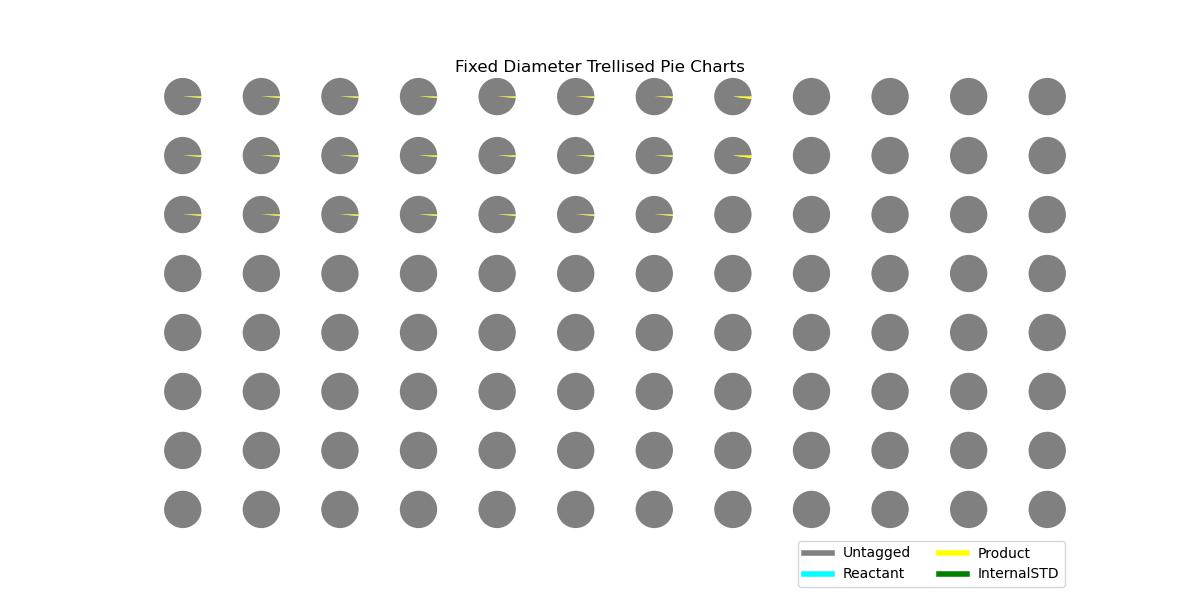 Fixed Diameter Trellised Pie Charts
Untagged Product
Reactant InternalSTD